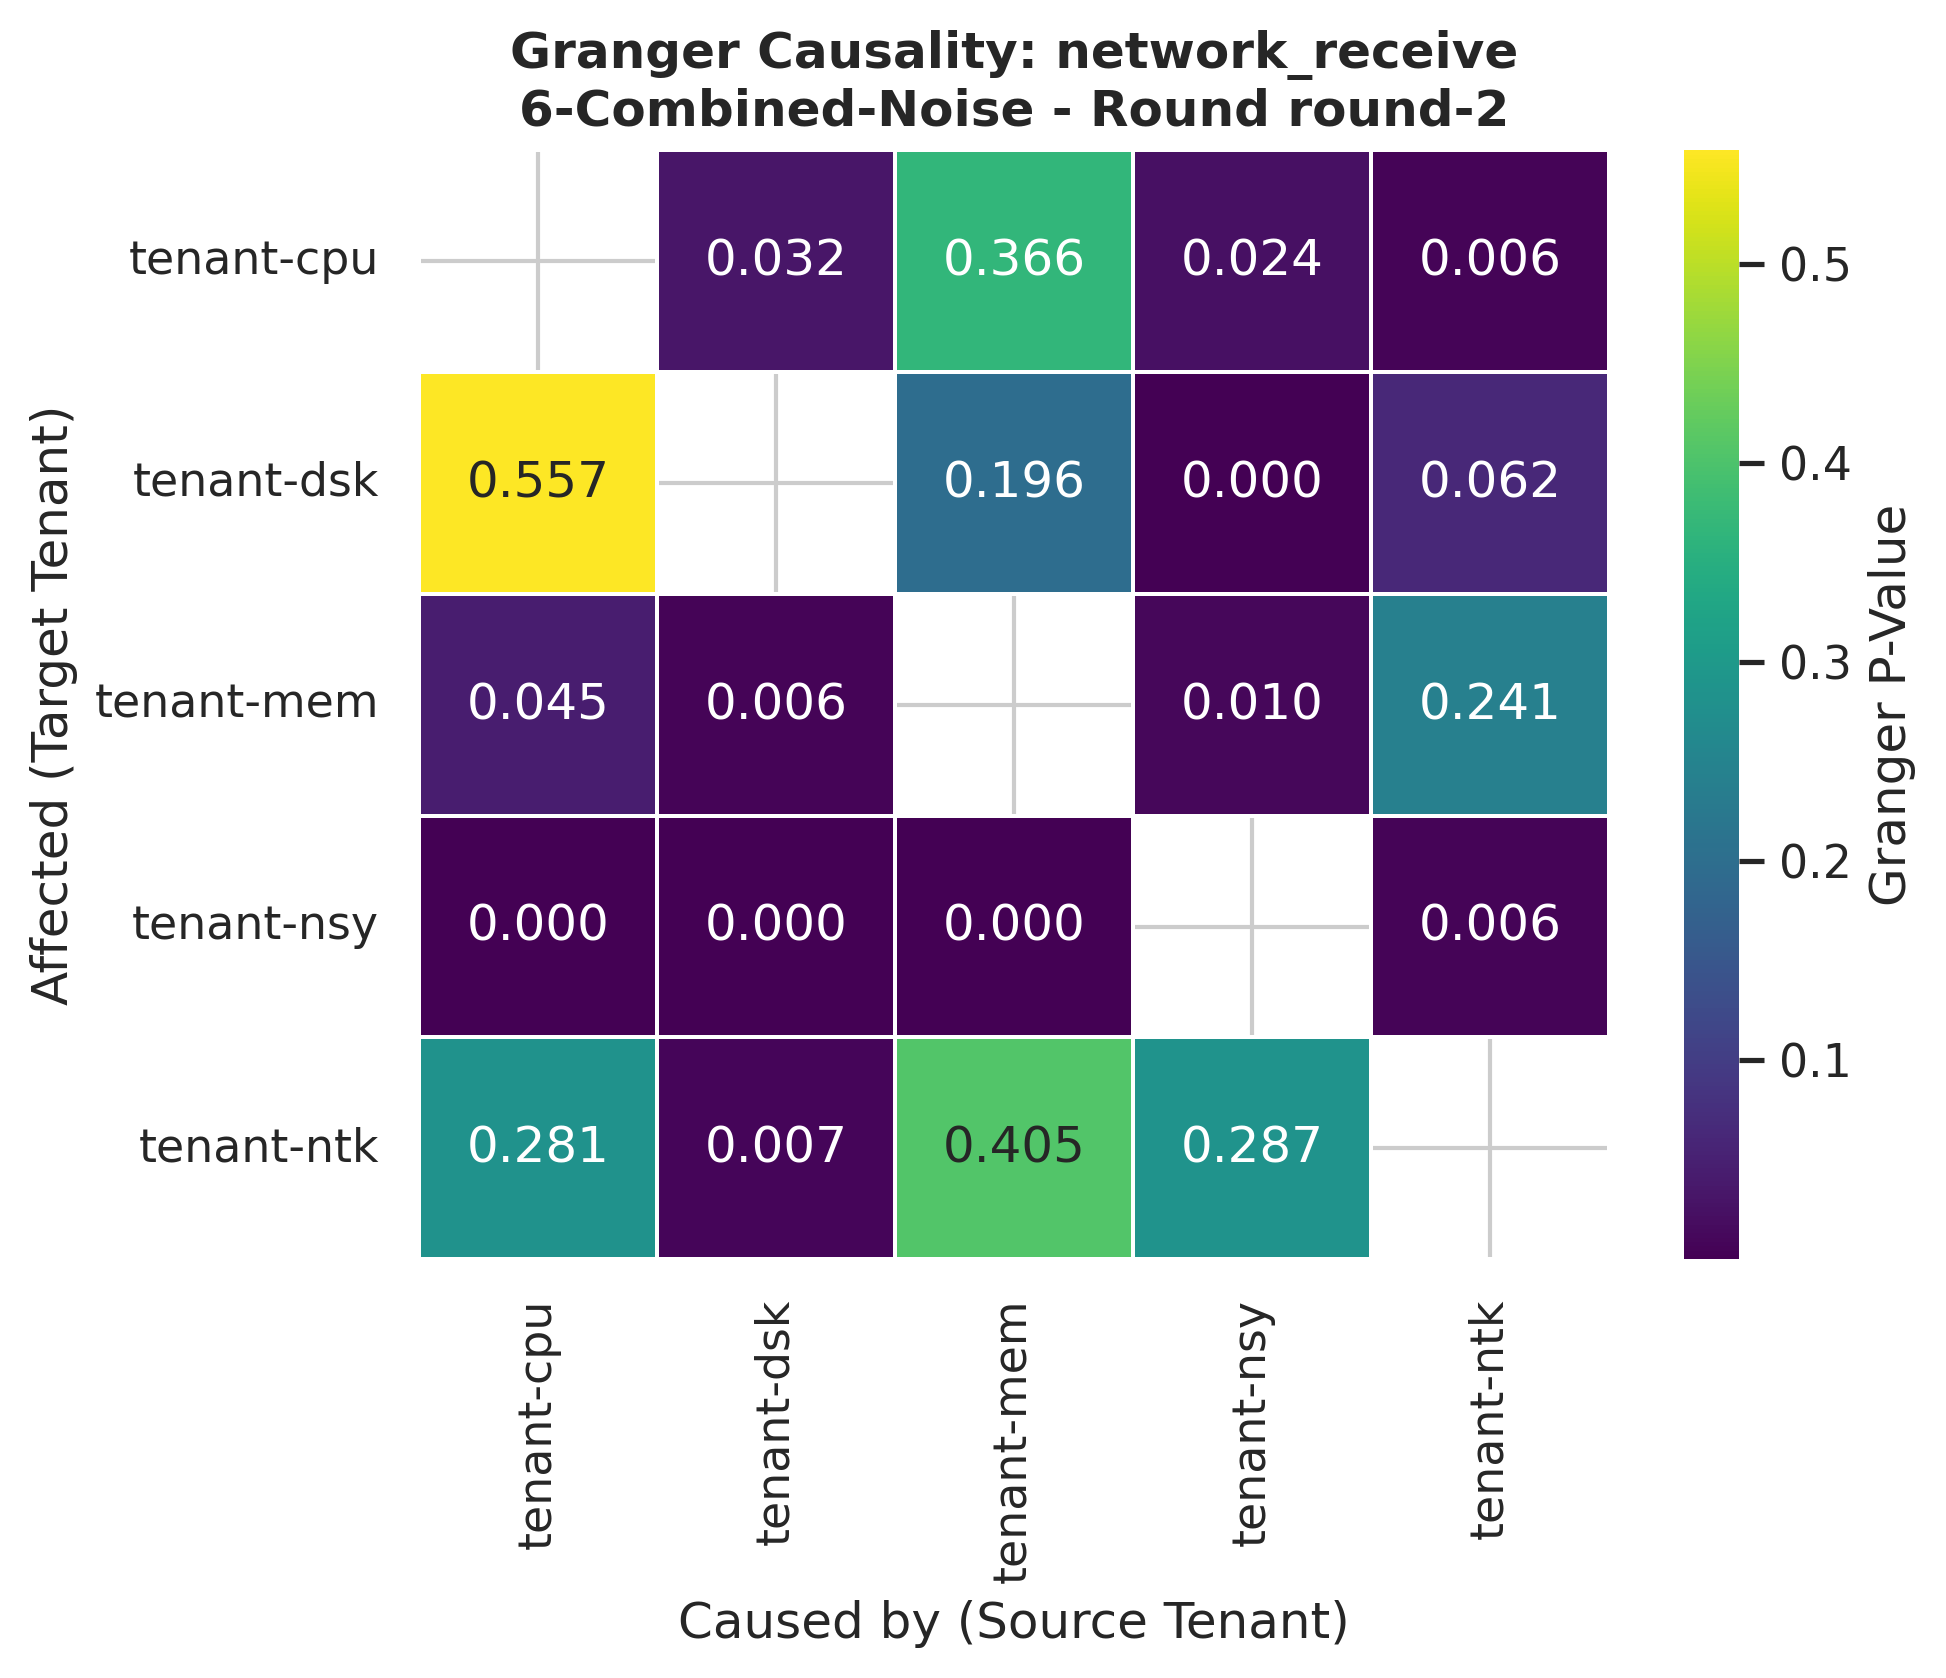 Granger Causality: network_receive
6-Combined-Noise - Round round-2
Affected (Target Tenant)
tenant-cpu 0.032 0.366 0.024 0.006
tenant-dsk 0.557 0.196 0.000 0.062
tenant-mem 0.045 0.006 0.010 0.241
tenant-nsy 0.000 0.000 0.000 0.006
tenant-ntk 0.281 0.007 0.405 0.287
tenant-cpu
tenant-dsk
tenant-mem
tenant-nsy
tenant-ntk
Caused by (Source Tenant)
0.5
0.4
0.3
0.2
0.1
Granger P-Value